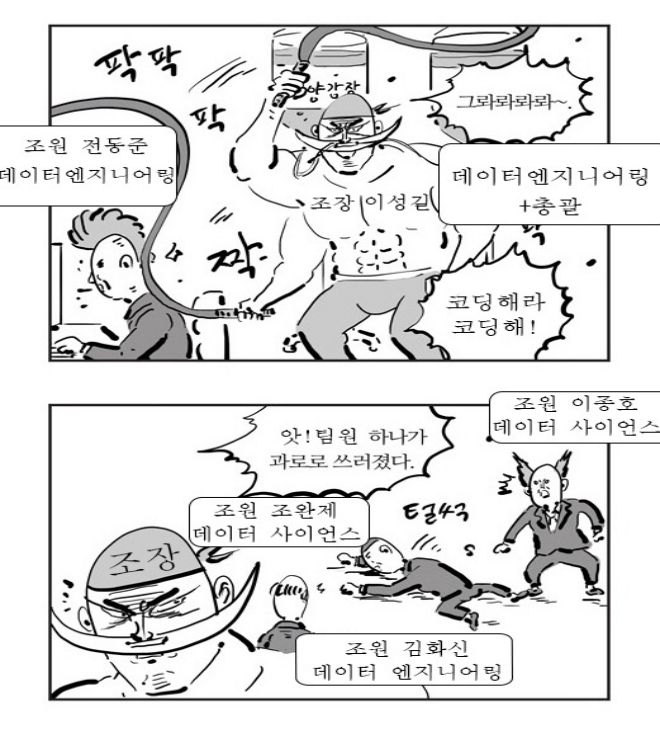 팍 팍
팍
양감장
그롸롸롸롸~.
조원 전동준
데이터엔지니어링
조장 이성길
데이터엔지니어링
+총괄
짝
팍
코딩해라
코딩해!
조원 이종호
데이터 사이언스
앗!팀원 하나가
과로로 쓰러졌다.
조원 조완제
데이터 사이언스
털썩
조장
조원 김화신
데이터 엔지니어링